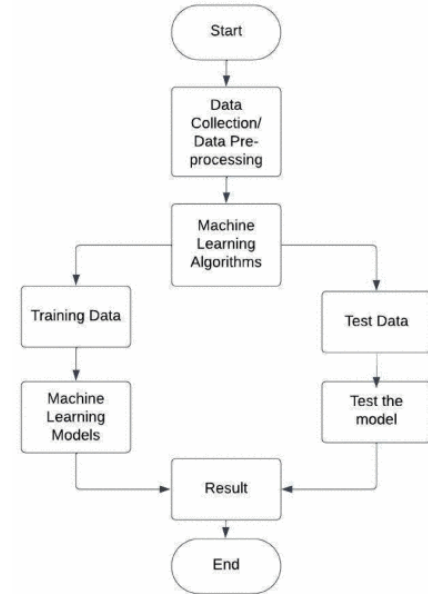 Start
Data
Collection/
Data Pre-
processing
Machine
Learning
Algorithms
Training Data
Test Data
Machine
Learning
Models
Test the
model
Result
End